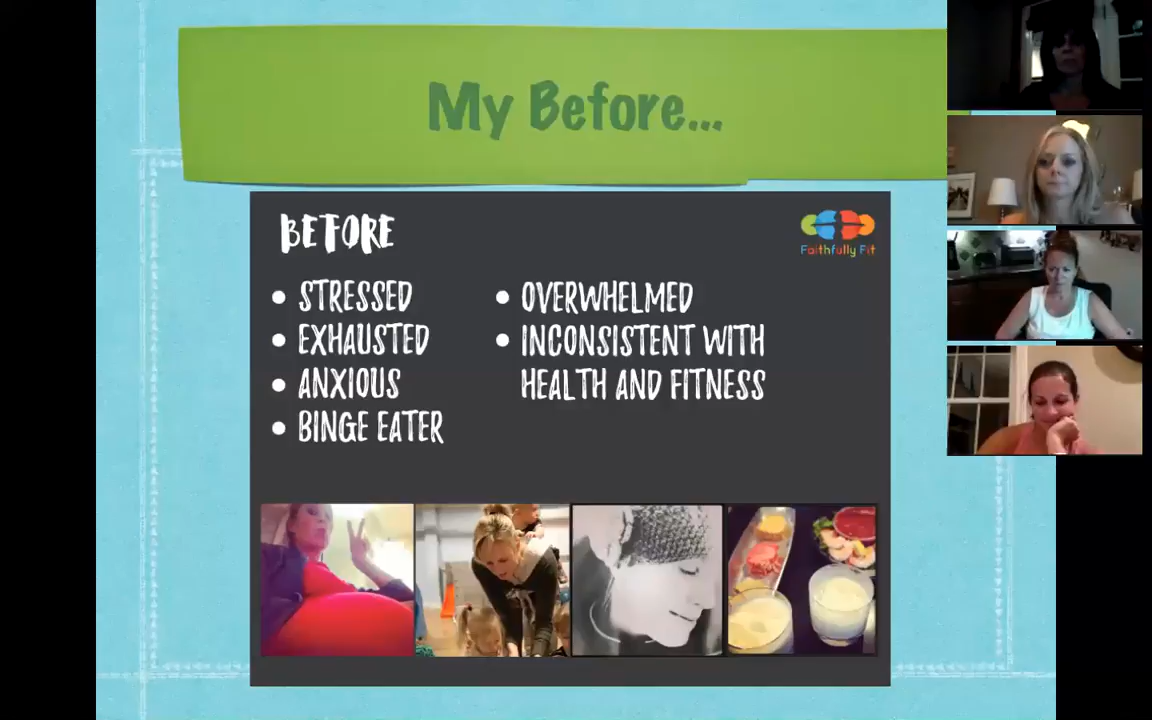 My Before...
BEFORE
Faithfully Fit
• STRESSED
• EXHAUSTED
• ANXIOUS
• BINGE EATER
• OVERWHELMED
• INCONSISTENT WITH
HEALTH AND FITNESS